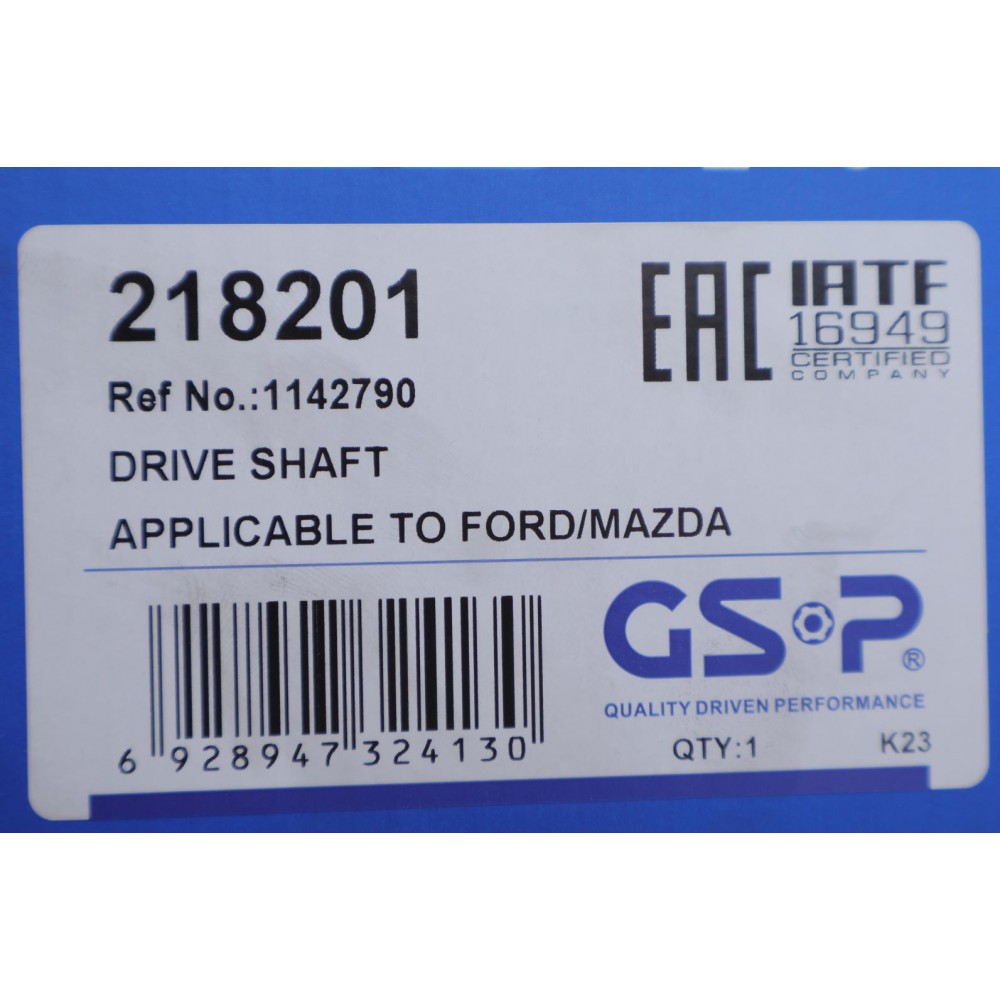 218201
Ref No.:1142790
DRIVE SHAFT
APPLICABLE TO FORD/MAZDA
EAC
IATF
16949
CERTIFIED
COMPANY
6 928947 324130
GSP®
QUALITY DRIVEN PERFORMANCE
QTY:1 K23